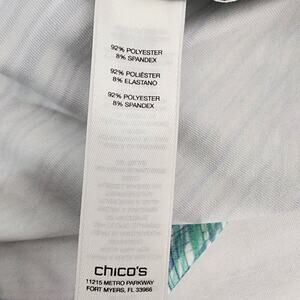 92% POLYESTER
8% SPANDEX
92% POLIÉSTER
8% ELASTANO
92% POLYESTER
8% SPANDEX
chico's
11215 METRO PARKWAY
FORT MYERS, FL 33966